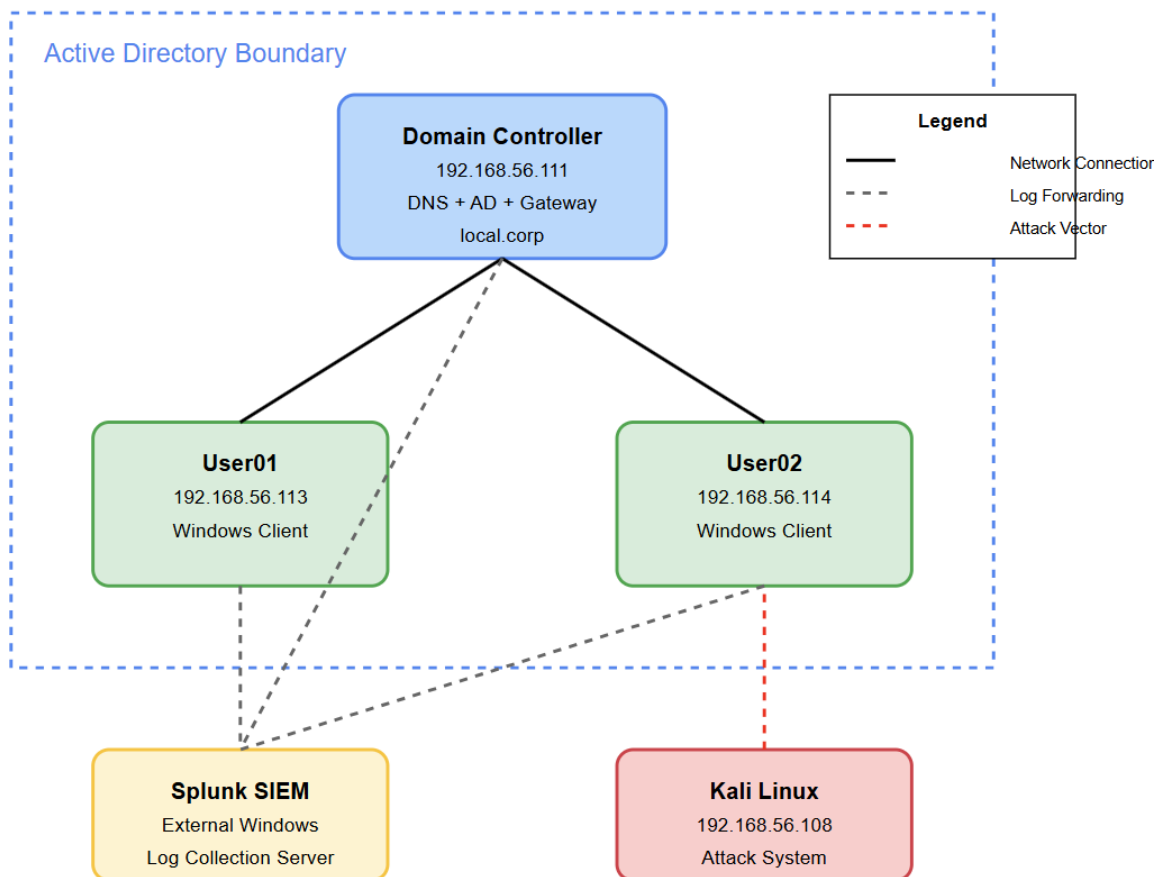 Active Directory Boundary
Domain Controller
192.168.56.111
DNS + AD + Gateway
local.corp
Legend
Network Connection
Log Forwarding
Attack Vector
User01
192.168.56.113
Windows Client
User02
192.168.56.114
Windows Client
Splunk SIEM
External Windows
Log Collection Server
Kali Linux
192.168.56.108
Attack System